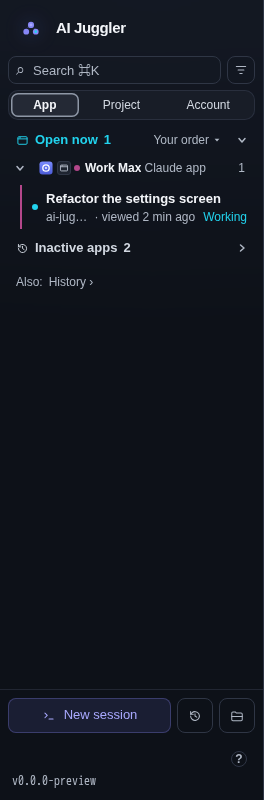 AI Juggler
Search ⌘K
App Project Account
Open now 1 Your order
Work Max Claude app 1
Refactor the settings screen
ai-jug… · viewed 2 min ago Working
Inactive apps 2
Also: History ›
New session
?
v0.0.0-preview